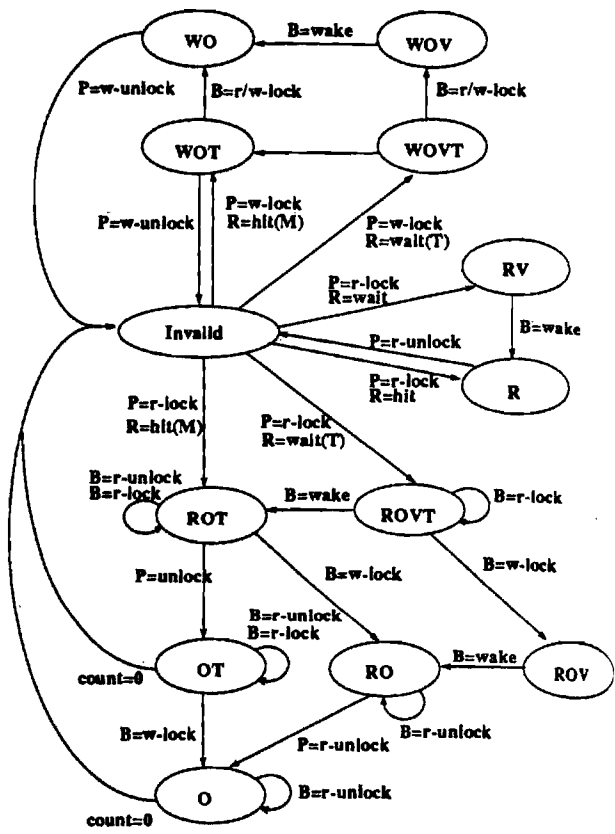 B=wake
WO
WOV
P=w-unlock
B=r/w-lock
B=r/w-lock
WOT
WOVT
P=w-unlock
P=w-lock
R=hit(M)
P=w-lock
R=wait(T)
RV
P=r-lock
R=wait
Invalid
P=r-unlock
B=wake
P=r-lock
R=hit
R
P=r-lock
R=hit(M)
P=r-lock
R=wait(T)
B=r-unlock
B=r-lock
ROT
B=wake
ROVT
B=r-lock
P=unlock
B=w-lock
B=w-lock
B=r-unlock
B=r-lock
OT
RO
B=wake
ROV
count=0
B=w-lock
P=r-unlock
B=r-unlock
O
B=r-unlock
count=0